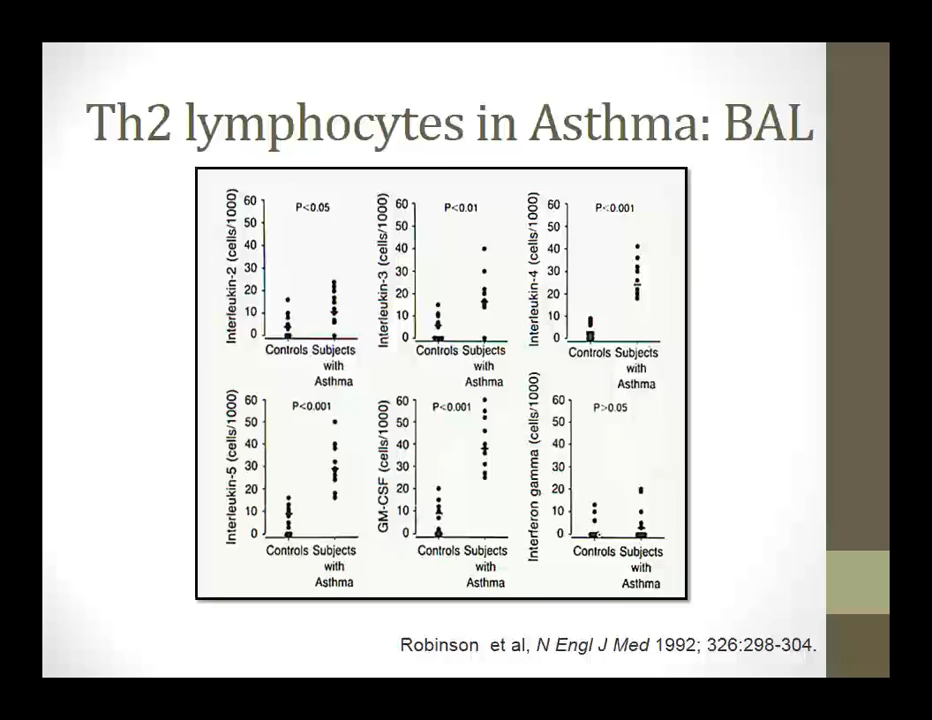 Th2 lymphocytes in Asthma: BAL
Interleukin-2 (cells/1000)
60
50
40
30
20
10
0
P<0.05
Controls Subjects
with
Asthma
Interleukin-3 (cells/1000)
60
50
40
30
20
10
0
P<0.01
Controls Subjects
with
Asthma
Interleukin-4 (cells/1000)
60
50
40
30
20
10
0
P<0.001
Controls Subjects
with
Asthma
Interleukin-5 (cells/1000)
60
50
40
30
20
10
0
P<0.001
Controls Subjects
with
Asthma
GM-CSF (cells/1000)
60
50
40
30
20
10
0
P<0.001
Controls Subjects
with
Asthma
Interferon gamma (cells/1000)
60
50
40
30
20
10
0
P>0.05
Controls Subjects
with
Asthma
Robinson et al, N Engl J Med 1992; 326:298-304.